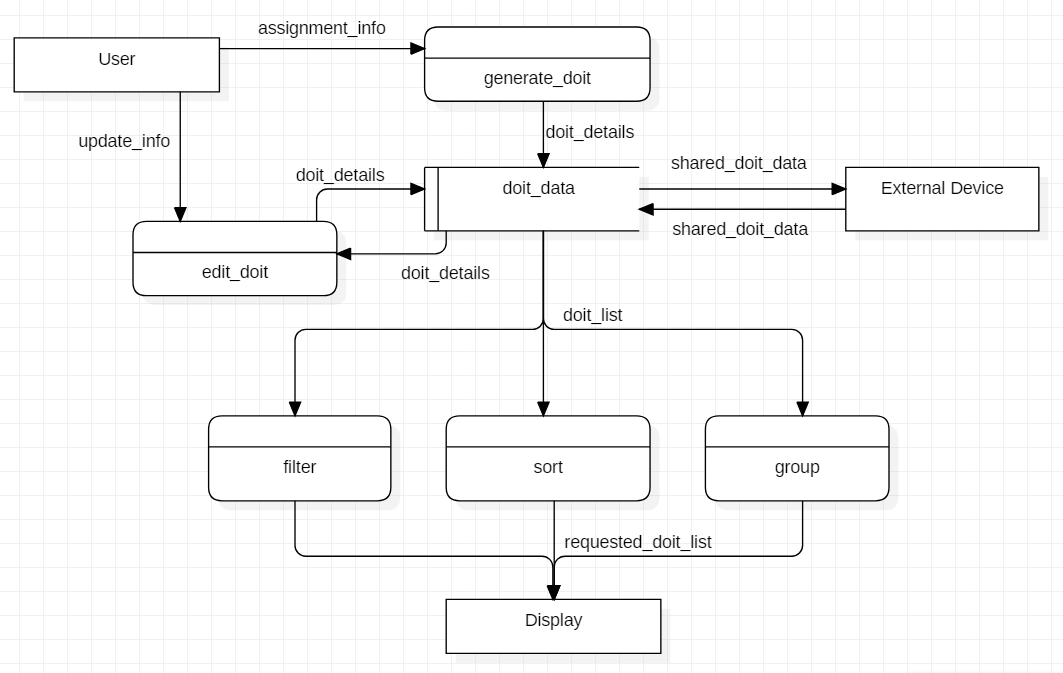 assignment_info
User
generate_doit
update_info
doit_details
doit_details
doit_data
shared_doit_data
External Device
shared_doit_data
edit_doit
doit_details
doit_list
filter
sort
group
requested_doit_list
Display